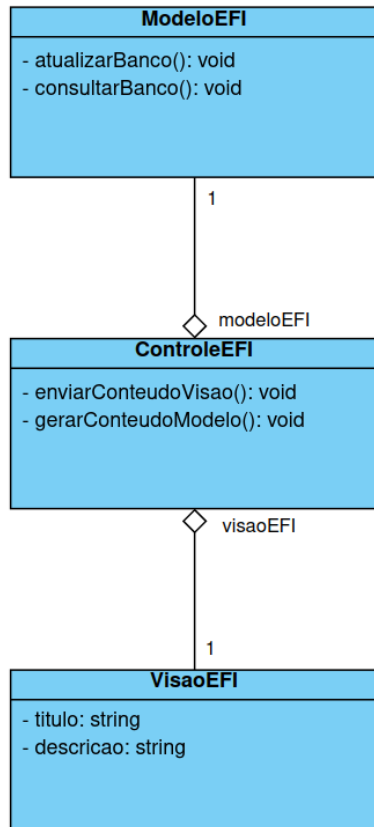 ModeloEFI
- atualizarBanco(): void
- consultarBanco(): void
1
modeloEFI
ControleEFI
- enviarConteudoVisao(): void
- gerarConteudoModelo(): void
visaoEFI
1
VisaoEFI
- titulo: string
- descricao: string